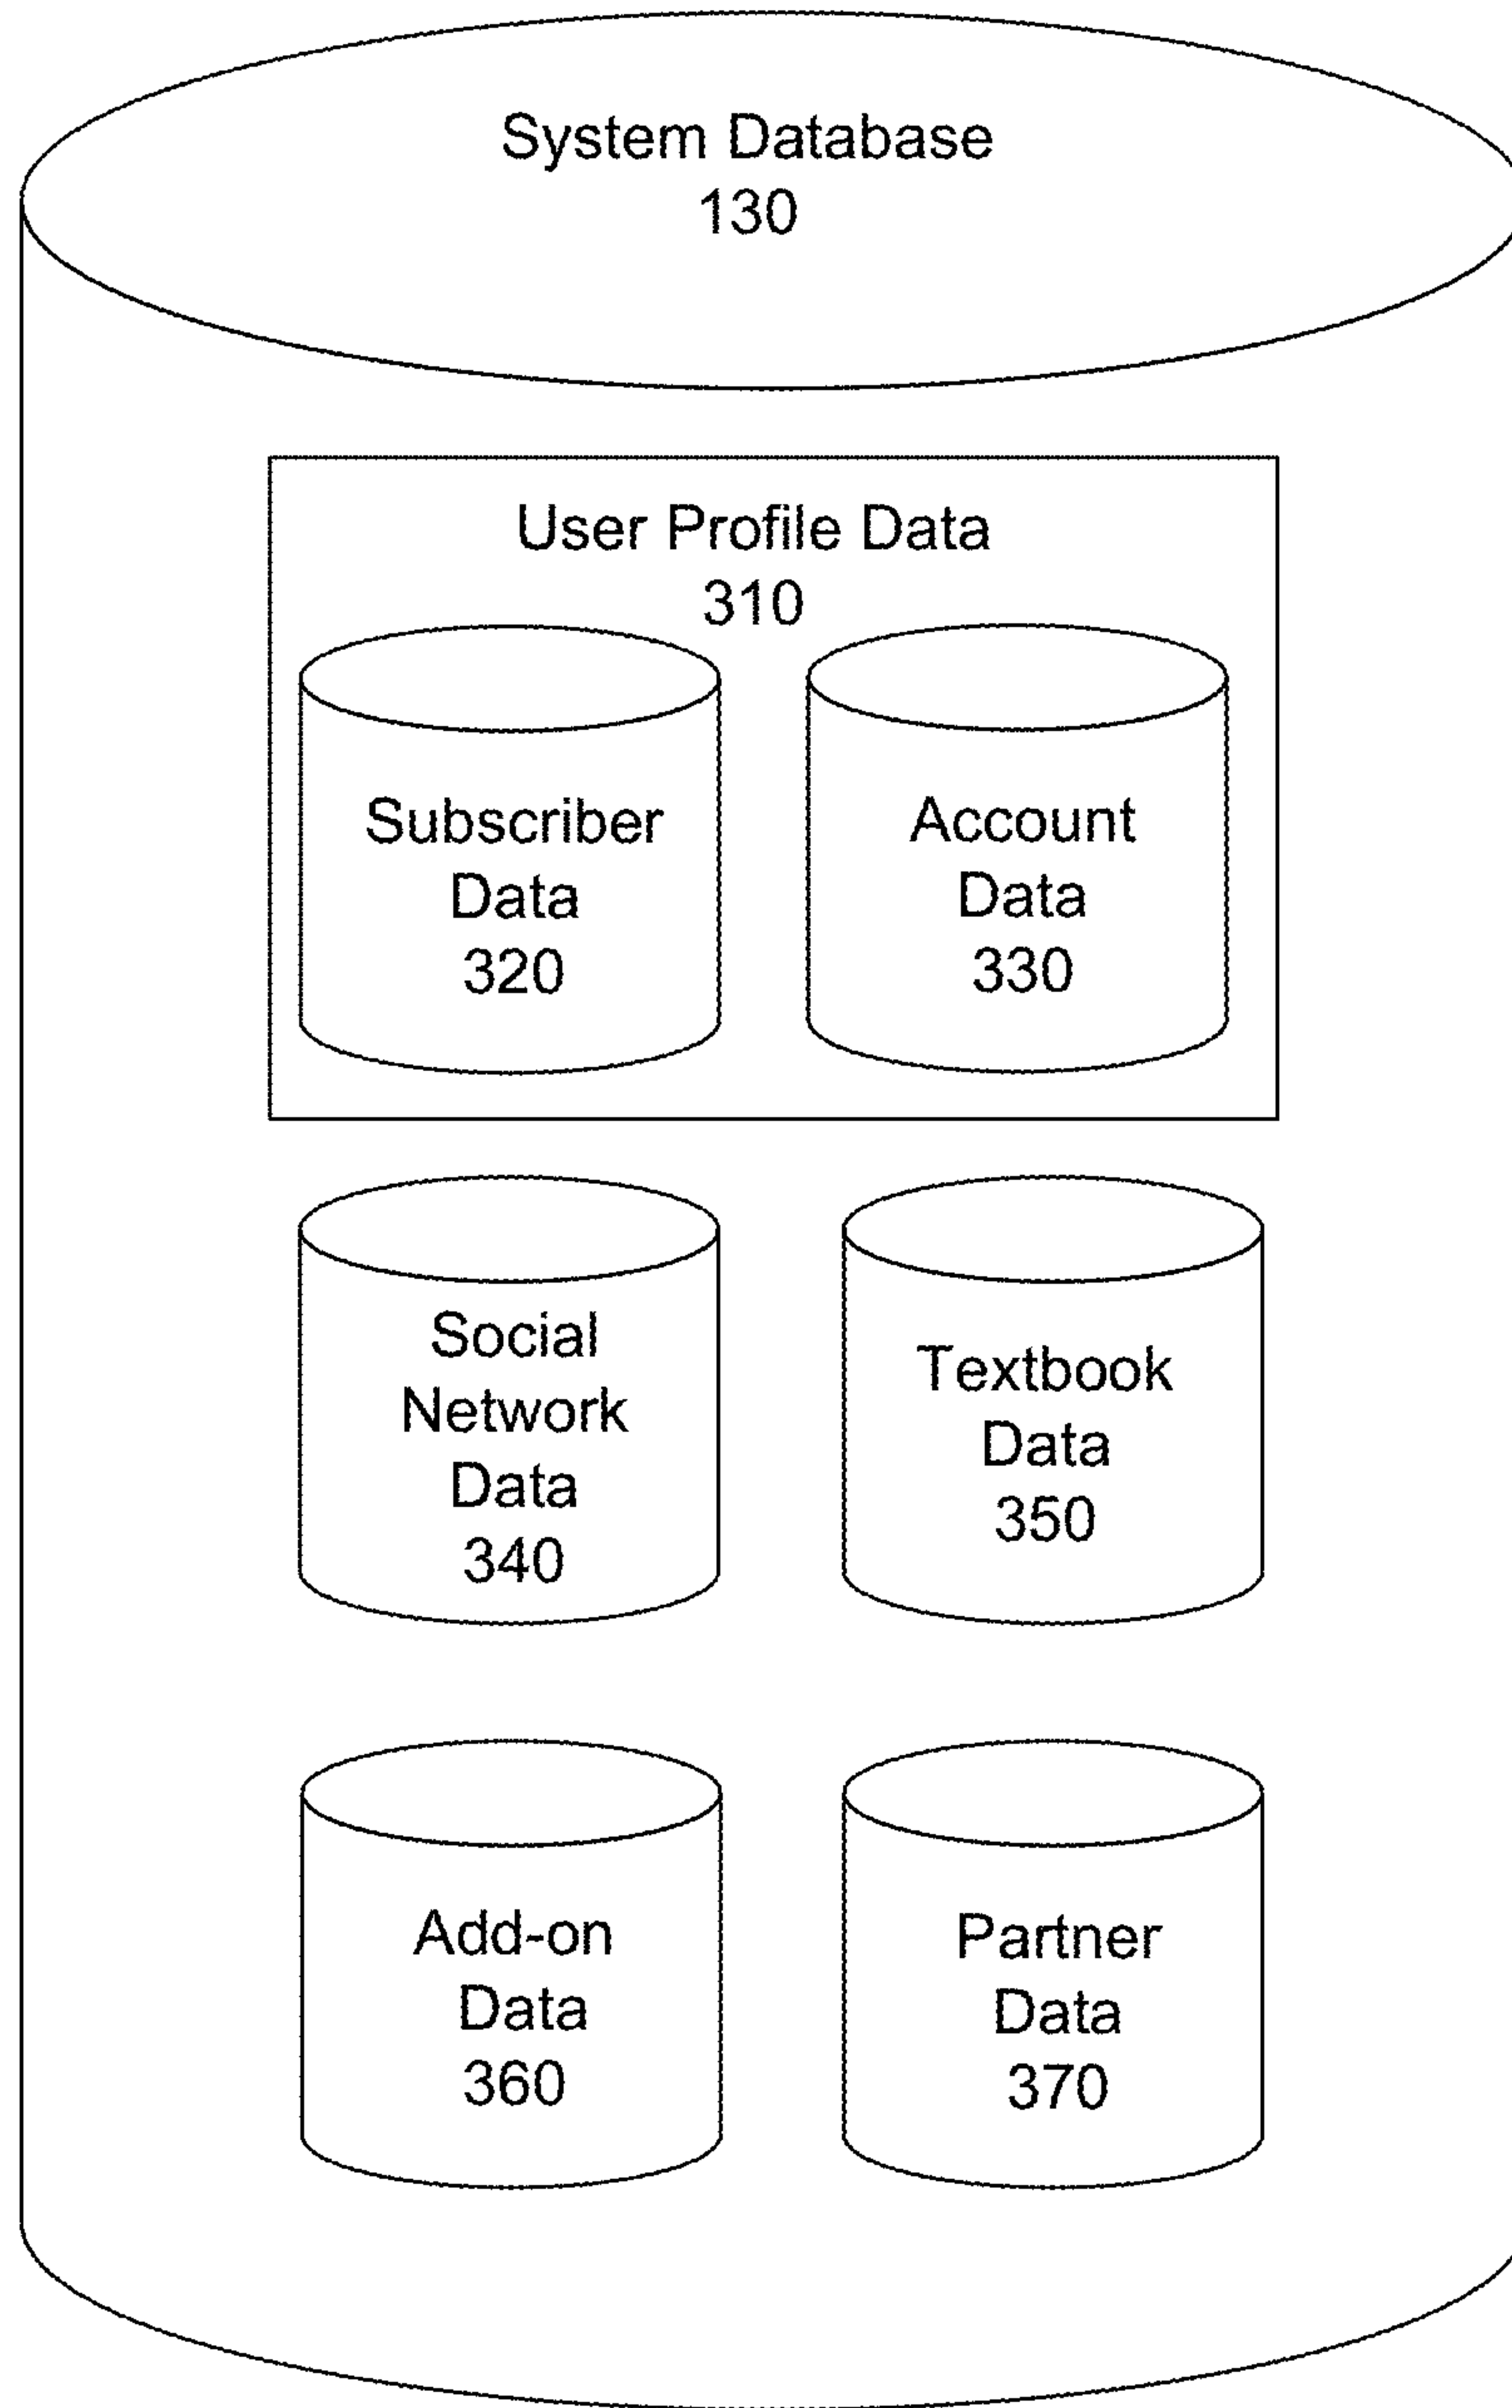 System Database
130
User Profile Data
310
Subscriber
Data
320
Account
Data
330
Social
Network
Data
340
Textbook
Data
350
Add-on
Data
360
Partner
Data
370